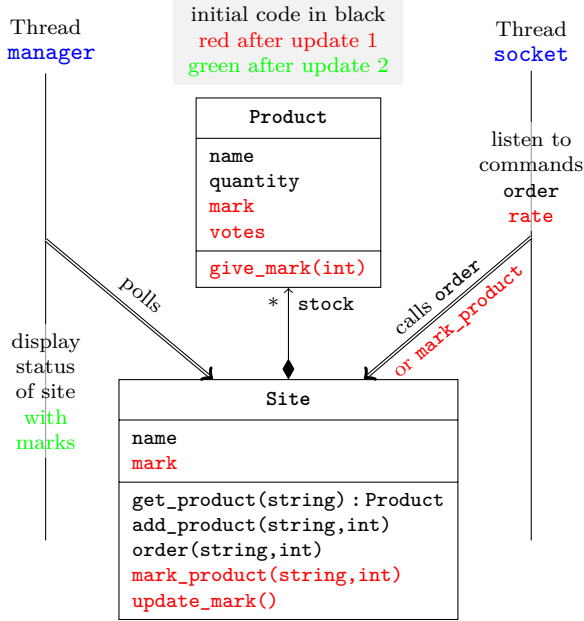 initial code in black
red after update 1
green after update 2
Thread
manager
Thread
socket
Product
name
quantity
mark
votes
give_mark(int)
listen to
commands
order
rate
polls
* stock
calls order
or mark_product
display
status
of site
with
marks
Site
name
mark
get_product(string) : Product
add_product(string,int)
order(string,int)
mark_product(string,int)
update_mark()